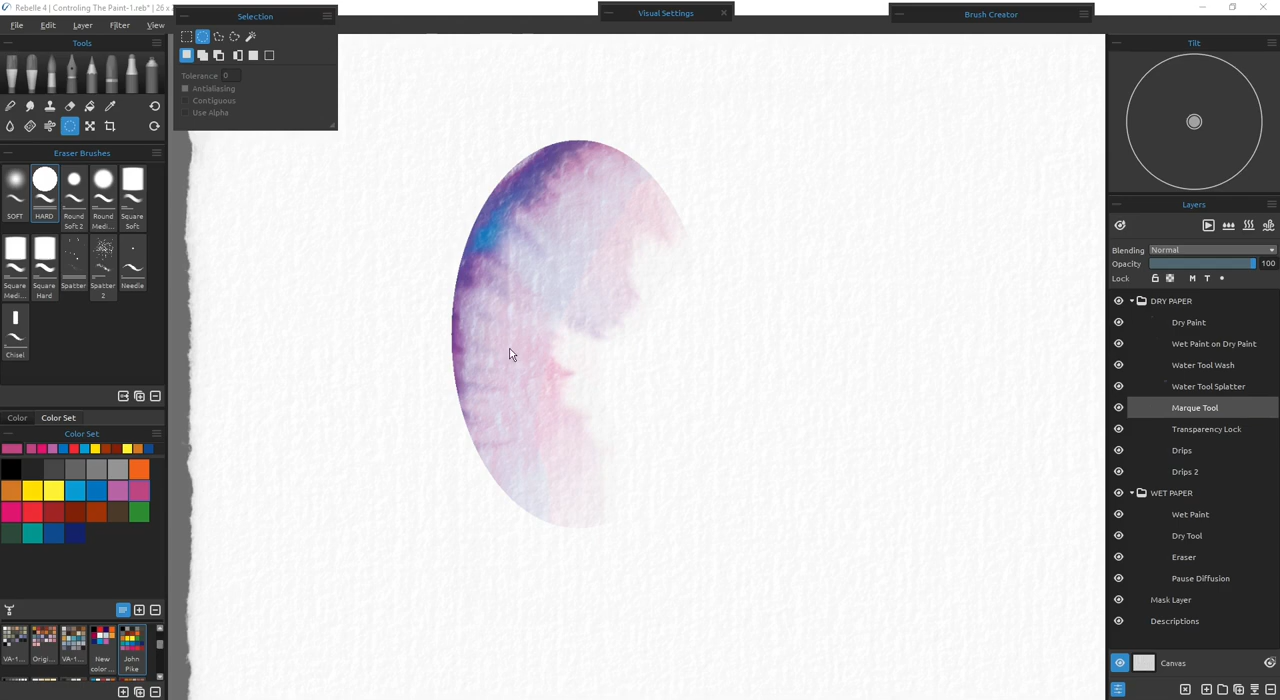 Rebelle 4 | Controling The Paint-1.reb* | 26 x
File Edit Layer Filter View
Selection
Visual Settings
Brush Creator
Tools
Tolerance 0
Antialiasing
Contiguous
Use Alpha
Tilt
Eraser Brushes
SOFT HARD Round Soft 2 Round Medi... Square Soft
Square Medi... Square Hard Spatter Spatter 2 Needle
Chisel
Color Color Set
Color Set
VA-1... Origi... VA-1... New color... John Pike
Layers
Blending Normal
Opacity 100
Lock M T
DRY PAPER
Dry Paint
Wet Paint on Dry Paint
Water Tool Wash
Water Tool Splatter
Marque Tool
Transparency Lock
Drips
Drips 2
WET PAPER
Wet Paint
Dry Tool
Eraser
Pause Diffusion
Mask Layer
Descriptions
Canvas